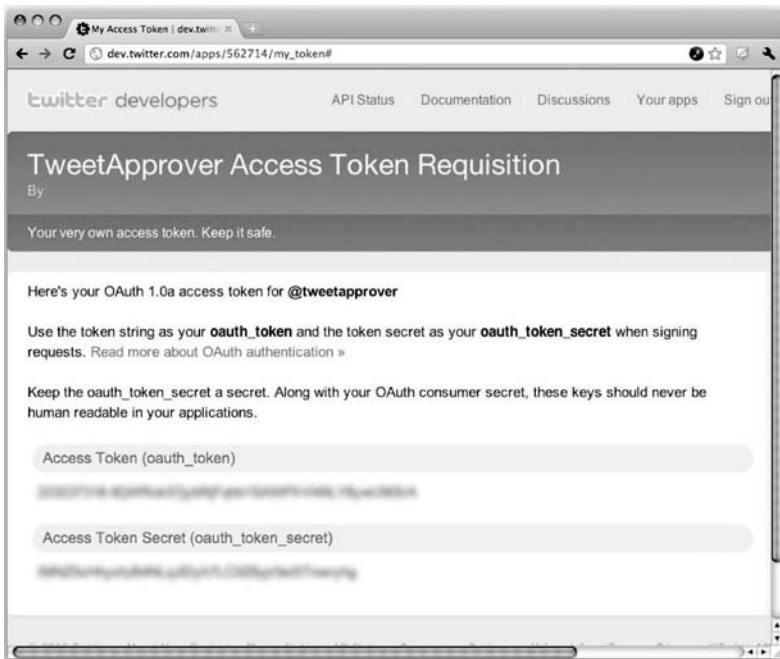 My Access Token | dev.twitt
dev.twitter.com/apps/562714/my_token#
twitter developers
API Status Documentation Discussions Your apps Sign ou
TweetApprover Access Token Requisition
By
Your very own access token. Keep it safe.
Here's your OAuth 1.0a access token for @tweetapprover
Use the token string as your oauth_token and the token secret as your oauth_token_secret when signing
requests. Read more about OAuth authentication »
Keep the oauth_token_secret a secret. Along with your OAuth consumer secret, these keys should never be
human readable in your applications.
Access Token (oauth_token)
Access Token Secret (oauth_token_secret)